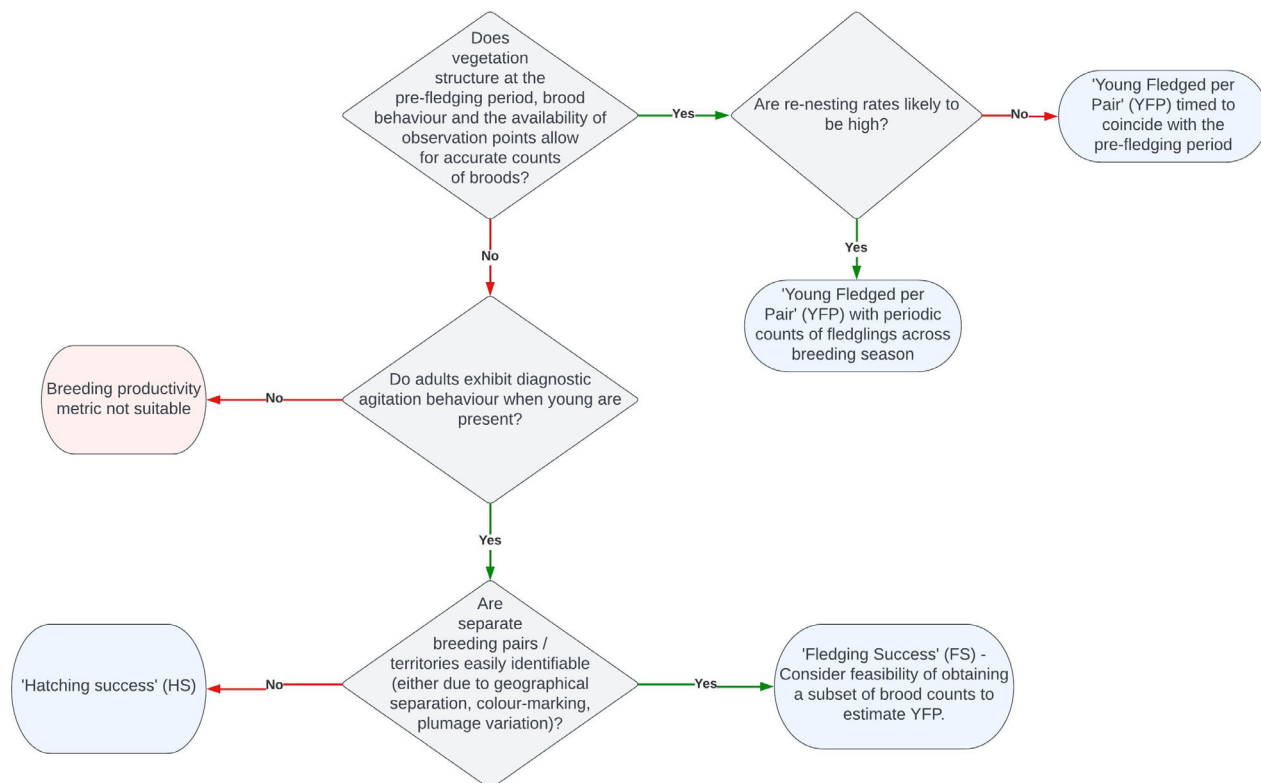 Does
vegetation
structure at the
pre-fledging period, brood
behaviour and the availability of
observation points allow
for accurate counts
of broods?
Yes
Are re-nesting rates likely to
be high?
No
'Young Fledged per
Pair' (YFP) timed to
coincide with the
pre-fledging period
Yes
'Young Fledged per
Pair' (YFP) with periodic
counts of fledglings across
breeding season
No
Do adults exhibit diagnostic
agitation behaviour when young are
present?
No
Breeding productivity
metric not suitable
Yes
Are
separate
breeding pairs /
territories easily identifiable
(either due to geographical
separation, colour-marking,
plumage variation)?
No
'Hatching success' (HS)
Yes
'Fledging Success' (FS) -
Consider feasibility of obtaining
a subset of brood counts to
estimate YFP.